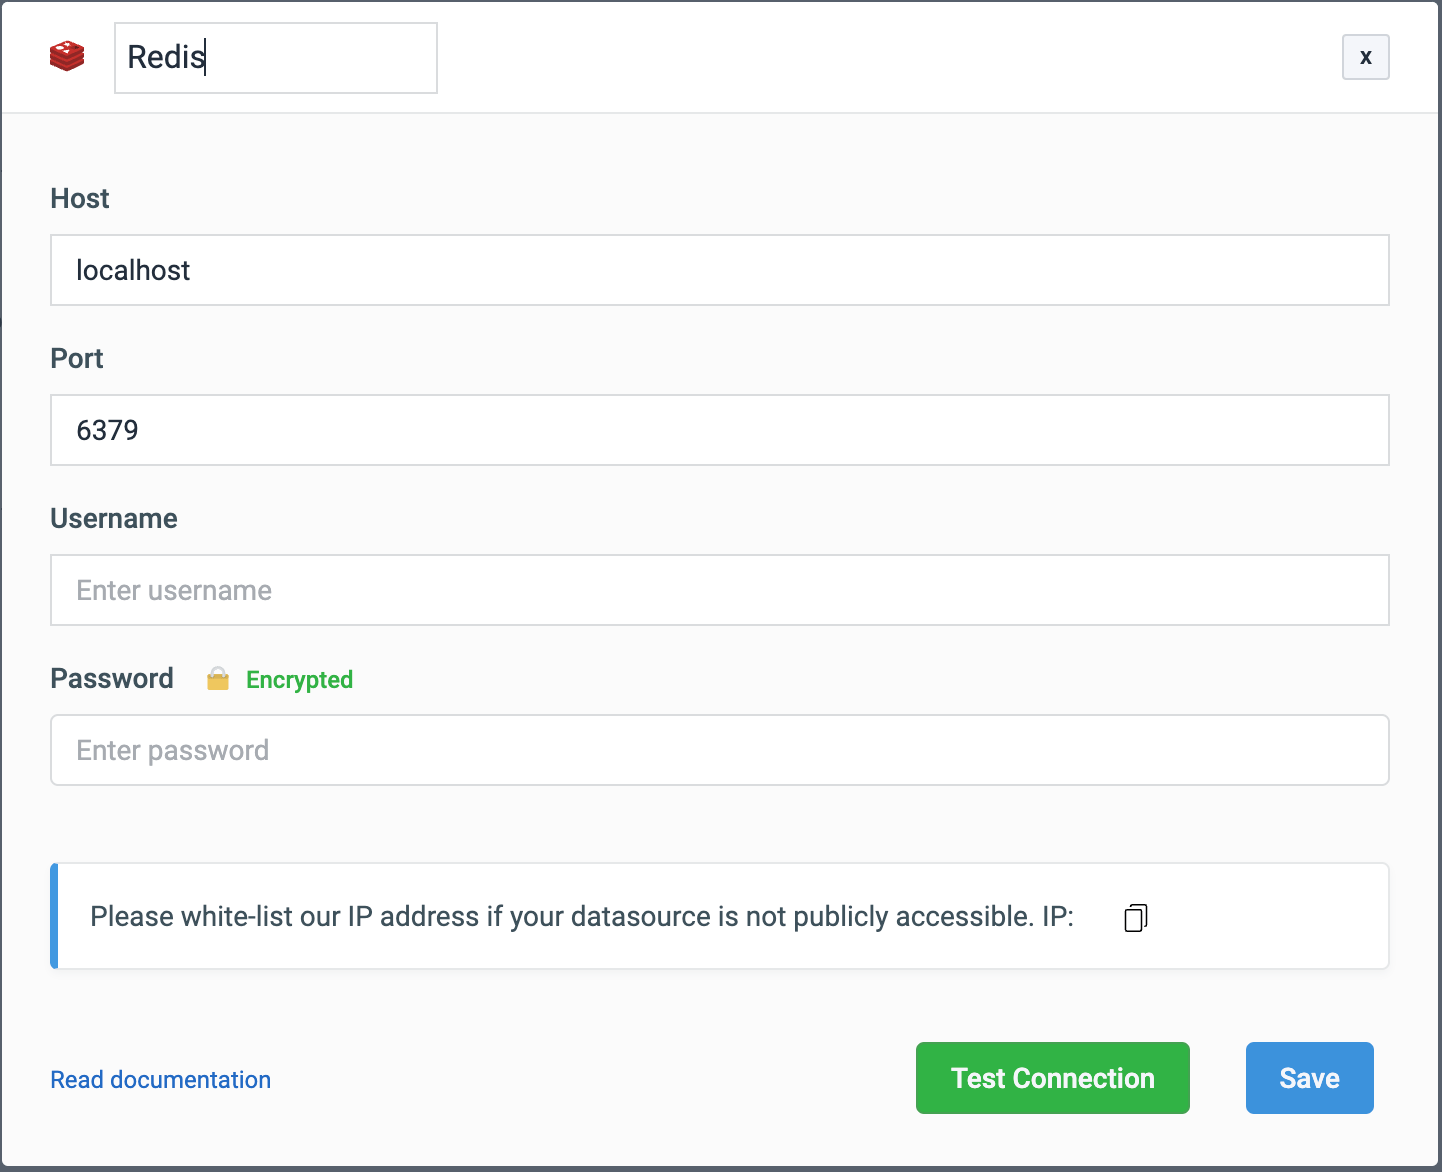 Redis
x
Host
localhost
Port
6379
Username
Enter username
Password Encrypted
Enter password
Please white-list our IP address if your datasource is not publicly accessible. IP:
Read documentation
Test Connection
Save